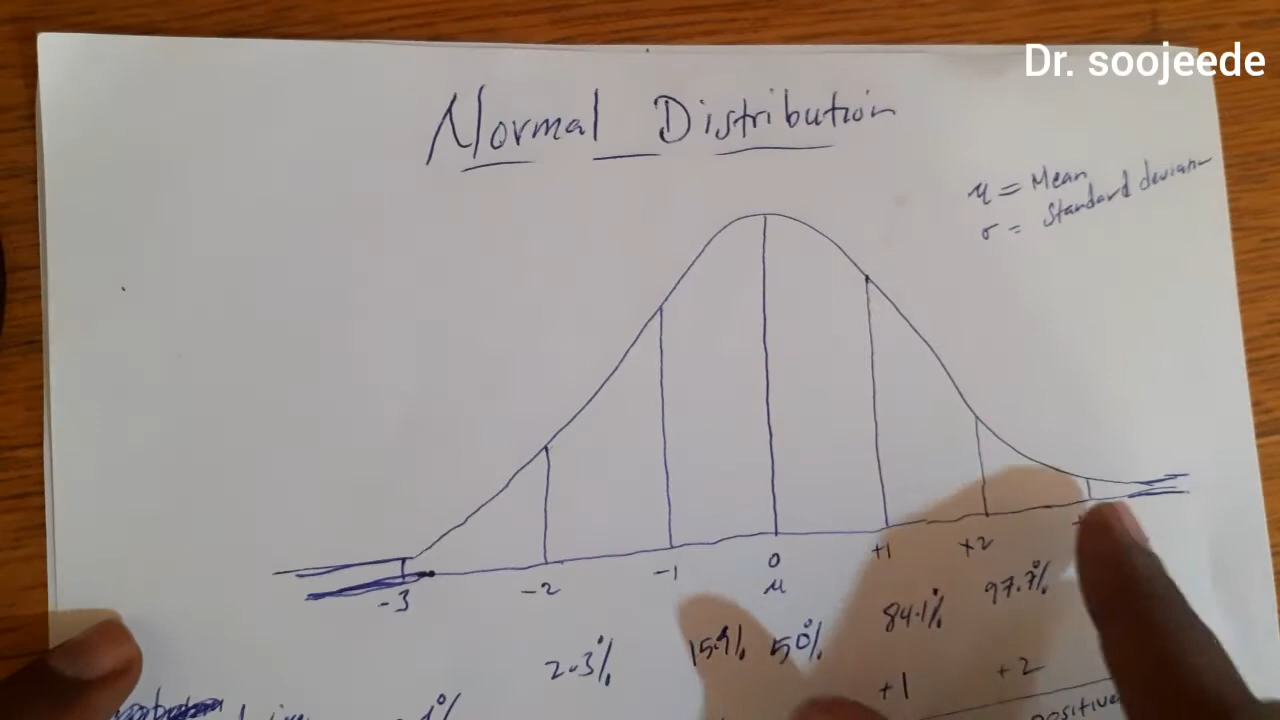 Dr. soojeede
Normal Distribution
μ = Mean
σ = Standard
-3 -2 -1 0 +1 +2
μ
2.3% 15.9% 50% 84.1% 97.7%
+1 +2
positive